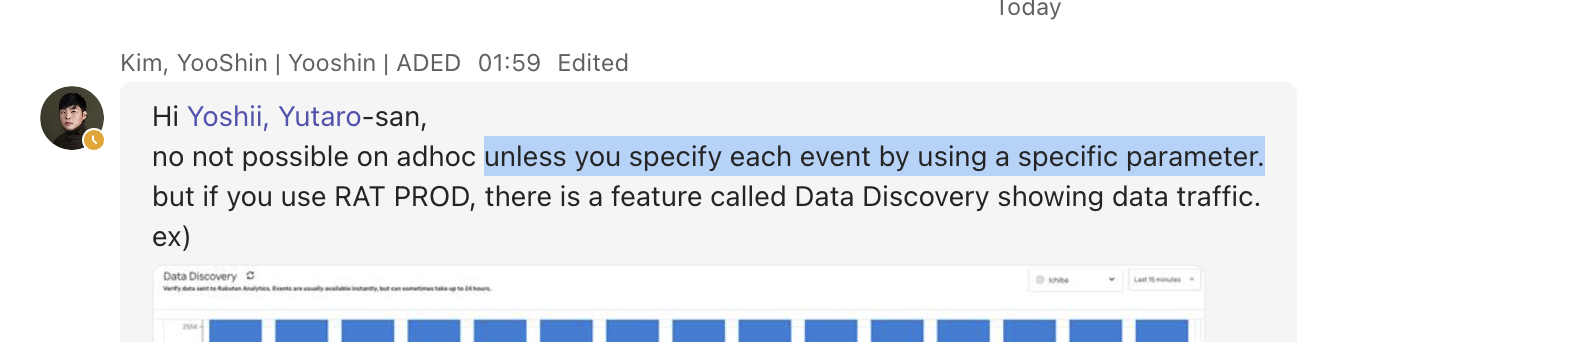 Today
Kim, YooShin | Yooshin | ADED 01:59 Edited
Hi Yoshii, Yutaro-san,
no not possible on adhoc unless you specify each event by using a specific parameter.
but if you use RAT PROD, there is a feature called Data Discovery showing data traffic.
ex)
Data Discovery
Ichiba
Last 15 minutes
Verify data sent to Rakuten Analytics. Events are usually available instantly, but can sometimes take up to 24 hours.